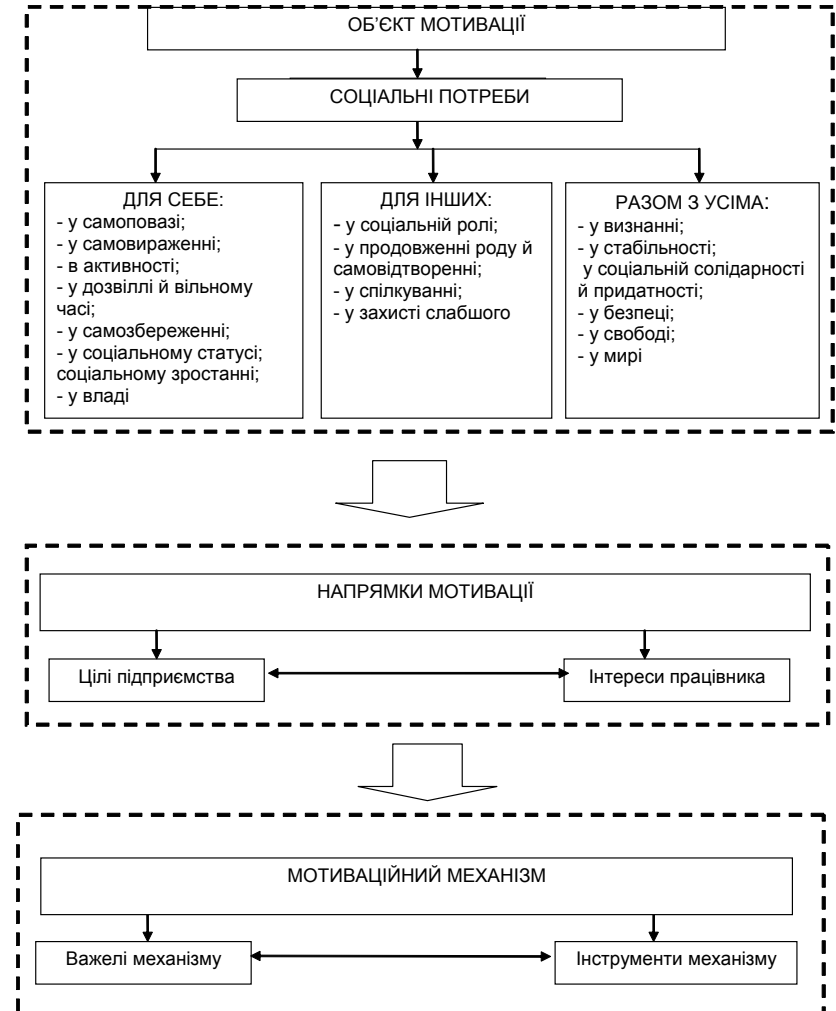 ОБ’ЄКТ МОТИВАЦІЇ
СОЦІАЛЬНІ ПОТРЕБИ
ДЛЯ СЕБЕ:
- у самоповазі;
- у самовираженні;
- в активності;
- у дозвіллі й вільному
часі;
- у самозбереженні;
- у соціальному статусі;
соціальному зростанні;
- у владі
ДЛЯ ІНШИХ:
- у соціальній ролі;
- у продовженні роду й
самовідтворенні;
- у спілкуванні;
- у захисті слабшого
РАЗОМ З УСІМА:
- у визнанні;
- у стабільності;
у соціальній солідарності
й придатності;
- у безпеці;
- у свободі;
- у мирі
НАПРЯМКИ МОТИВАЦІЇ
Цілі підприємства
Інтереси працівника
МОТИВАЦІЙНИЙ МЕХАНІЗМ
Важелі механізму
Інструменти механізму